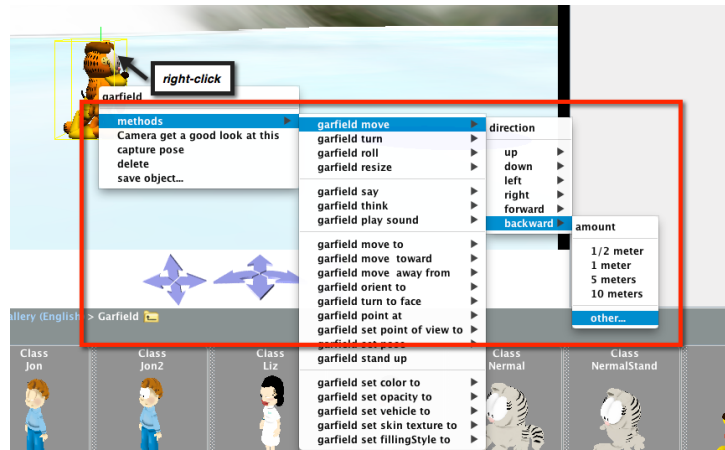 right-click
garfield
methods
Camera get a good look at this
capture pose
delete
save object...
garfield move
garfield turn
garfield roll
garfield resize
garfield say
garfield think
garfield play sound
garfield move to
garfield move toward
garfield move away from
garfield orient to
garfield turn to face
garfield point at
garfield set point of view to
garfield set pose
garfield stand up
garfield set color to
garfield set opacity to
garfield set vehicle to
garfield set skin texture to
garfield set fillingStyle to
direction
up
down
left
right
forward
backward
amount
1/2 meter
1 meter
5 meters
10 meters
other...
allery (English) > Garfield
Class
Jon
Class
Jon2
Class
Liz
Class
Nermal
Class
NermalStand